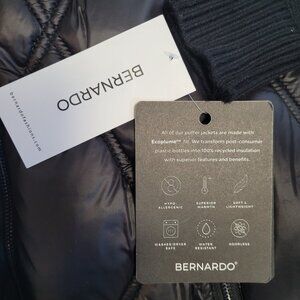 BERNARDO
bernardofashions.com
All of our puffer jackets are made with
Ecoplume™ fill. We transform post-consumer
plastic bottles into 100% recycled insulation
with superior features and benefits.
HYPO
ALLERGENIC
SUPERIOR
WARMTH
SOFT &
LIGHTWEIGHT
WASHER/DRYER
SAFE
WATER
RESISTANT
ODORLESS
BERNARDO®